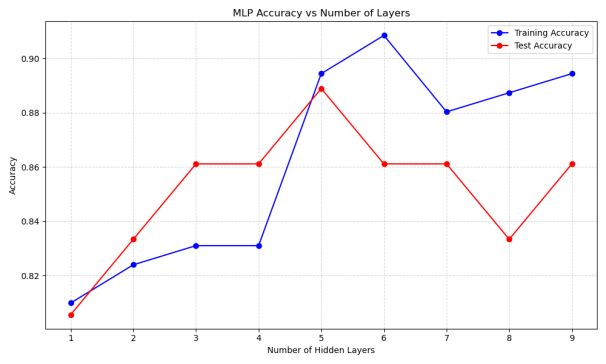 MLP Accuracy vs Number of Layers
Training Accuracy
Test Accuracy
Accuracy
0.90
0.88
0.86
0.84
0.82
1 2 3 4 5 6 7 8 9
Number of Hidden Layers